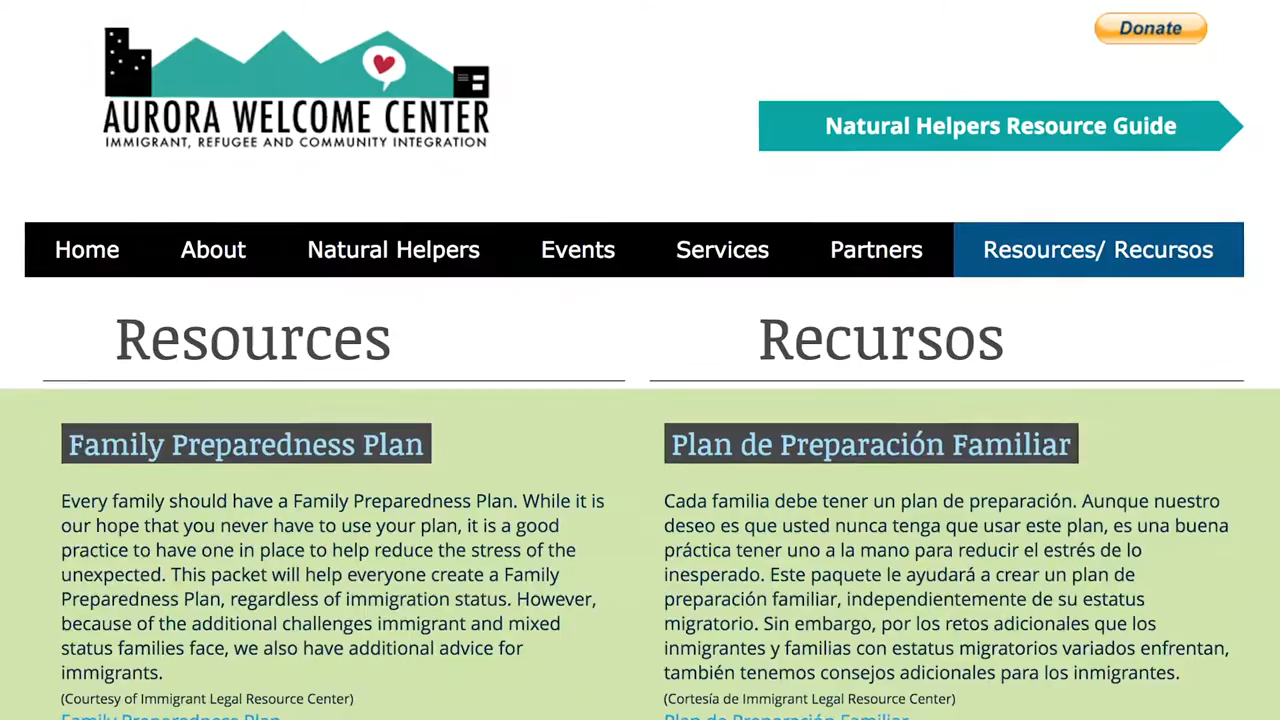 Donate
AURORA WELCOME CENTER
IMMIGRANT, REFUGEE AND COMMUNITY INTEGRATION
Natural Helpers Resource Guide
Home About Natural Helpers Events Services Partners Resources/ Recursos
Resources
Family Preparedness Plan
Every family should have a Family Preparedness Plan. While it is
our hope that you never have to use your plan, it is a good
practice to have one in place to help reduce the stress of the
unexpected. This packet will help everyone create a Family
Preparedness Plan, regardless of immigration status. However,
because of the additional challenges immigrant and mixed
status families face, we also have additional advice for
immigrants.
(Courtesy of Immigrant Legal Resource Center)
Family Preparedness Plan
Recursos
Plan de Preparación Familiar
Cada familia debe tener un plan de preparación. Aunque nuestro
deseo es que usted nunca tenga que usar este plan, es una buena
práctica tener uno a la mano para reducir el estrés de lo
inesperado. Este paquete le ayudará a crear un plan de
preparación familiar, independientemente de su estatus
migratorio. Sin embargo, por los retos adicionales que los
inmigrantes y familias con estatus migratorios variados enfrentan,
también tenemos consejos adicionales para los inmigrantes.
(Cortesía de Immigrant Legal Resource Center)
Plan de Preparación Familiar